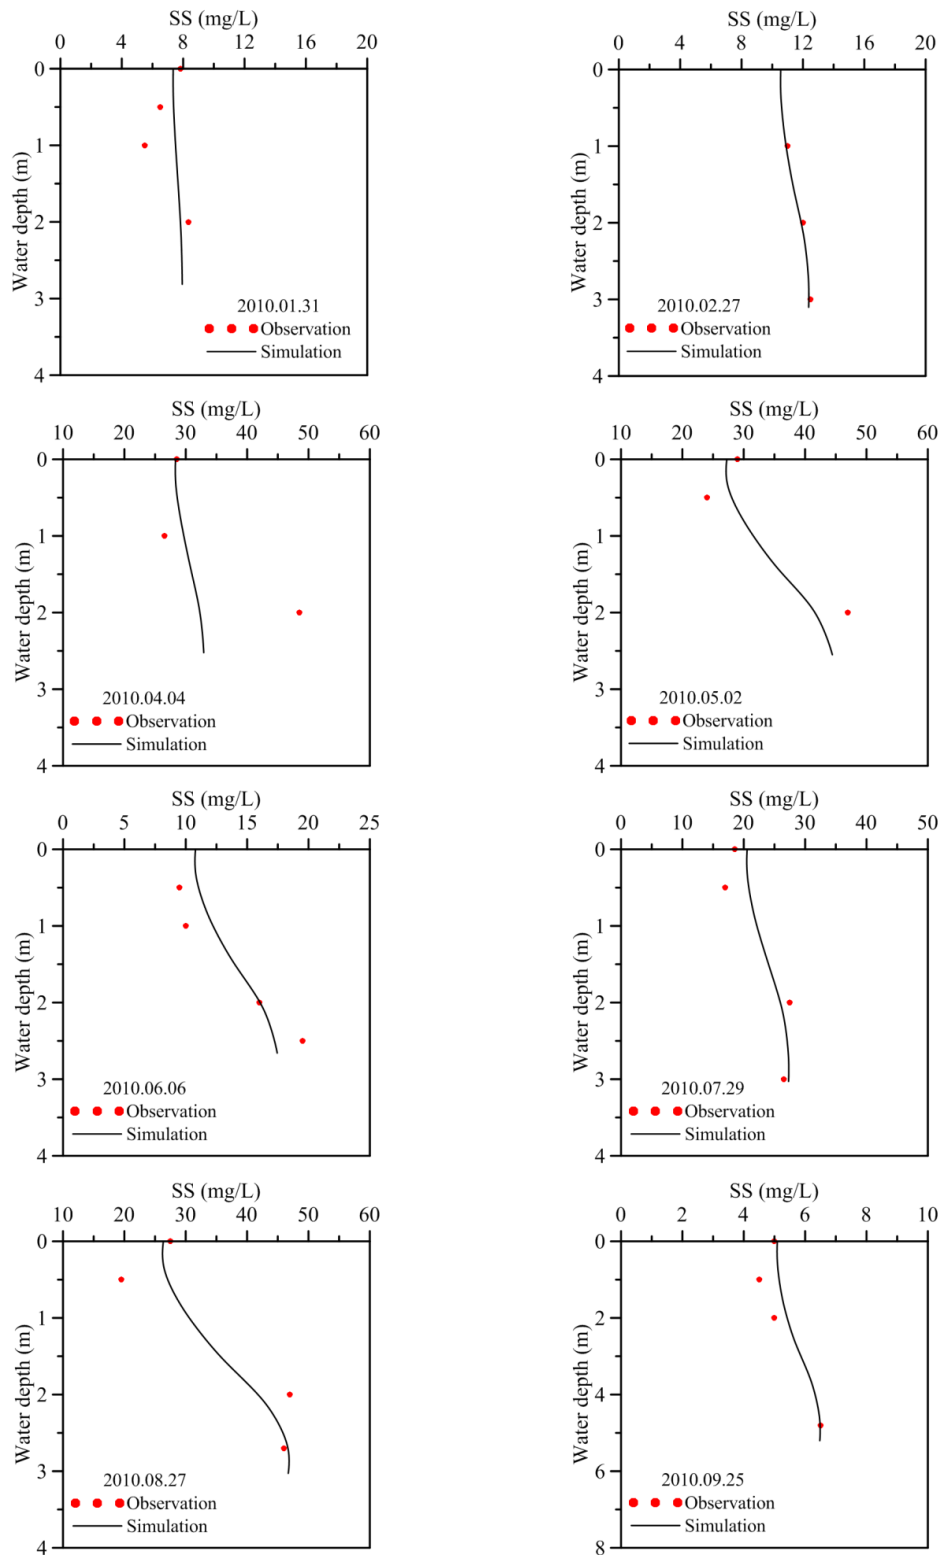 SS (mg/L)
0 4 8 12 16 20
0
1
2
3
4
Water depth (m)
2010.01.31
Observation
Simulation
SS (mg/L)
0 4 8 12 16 20
0
1
2
3
4
Water depth (m)
2010.02.27
Observation
Simulation
SS (mg/L)
10 20 30 40 50 60
0
1
2
3
4
Water depth (m)
2010.04.04
Observation
Simulation
SS (mg/L)
10 20 30 40 50 60
0
1
2
3
4
Water depth (m)
2010.05.02
Observation
Simulation
SS (mg/L)
0 5 10 15 20 25
0
1
2
3
4
Water depth (m)
2010.06.06
Observation
Simulation
SS (mg/L)
0 10 20 30 40 50
0
1
2
3
4
Water depth (m)
2010.07.29
Observation
Simulation
SS (mg/L)
10 20 30 40 50 60
0
1
2
3
4
Water depth (m)
2010.08.27
Observation
Simulation
SS (mg/L)
0 2 4 6 8 10
0
2
4
6
8
Water depth (m)
2010.09.25
Observation
Simulation